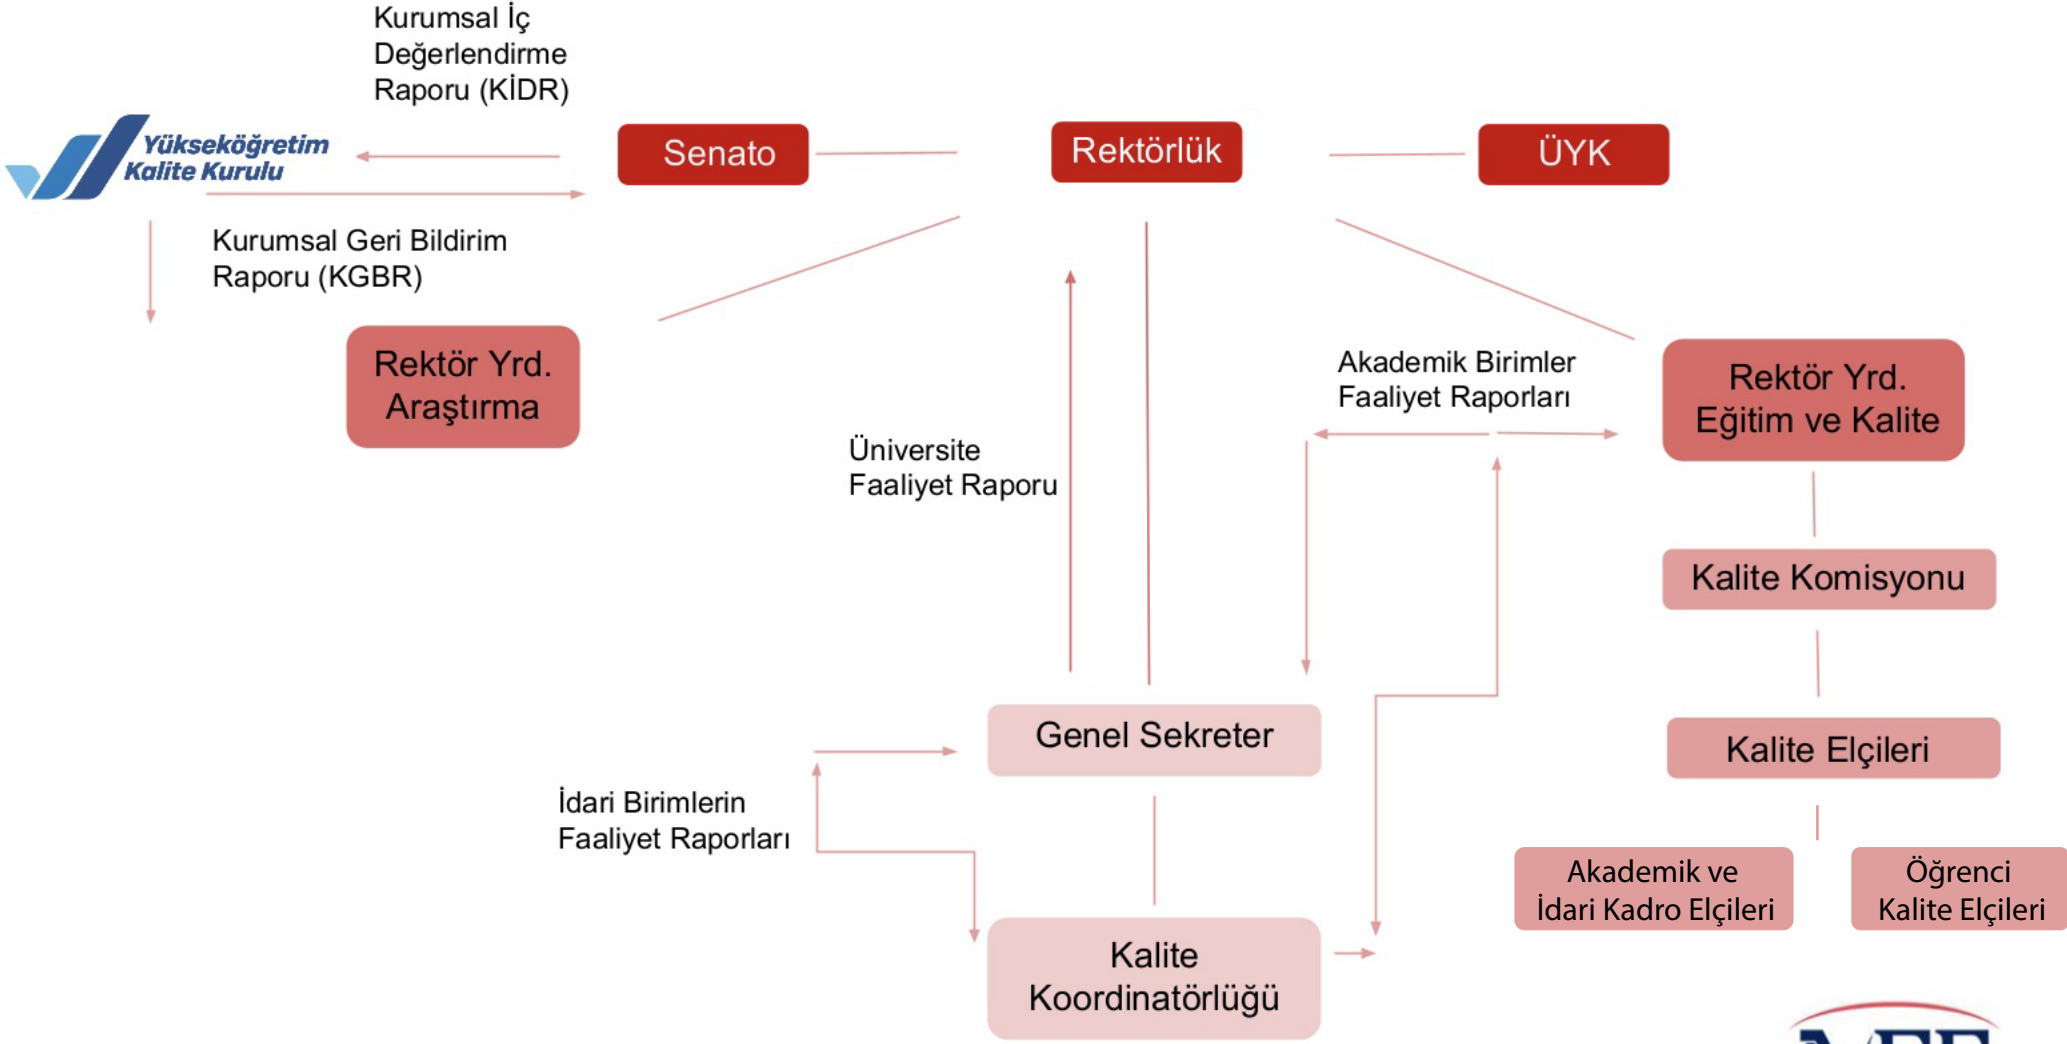 Kurumsal İç
Değerlendirme
Raporu (KİDR)
Yükseköğretim
Kalite Kurulu
Senato
Rektörlük
ÜYK
Kurumsal Geri Bildirim
Raporu (KGBR)
Rektör Yrd.
Araştırma
Akademik Birimler
Faaliyet Raporları
Rektör Yrd.
Eğitim ve Kalite
Üniversite
Faaliyet Raporu
Kalite Komisyonu
Genel Sekreter
Kalite Elçileri
İdari Birimlerin
Faaliyet Raporları
Akademik ve
İdari Kadro Elçileri
Öğrenci
Kalite Elçileri
Kalite
Koordinatörlüğü